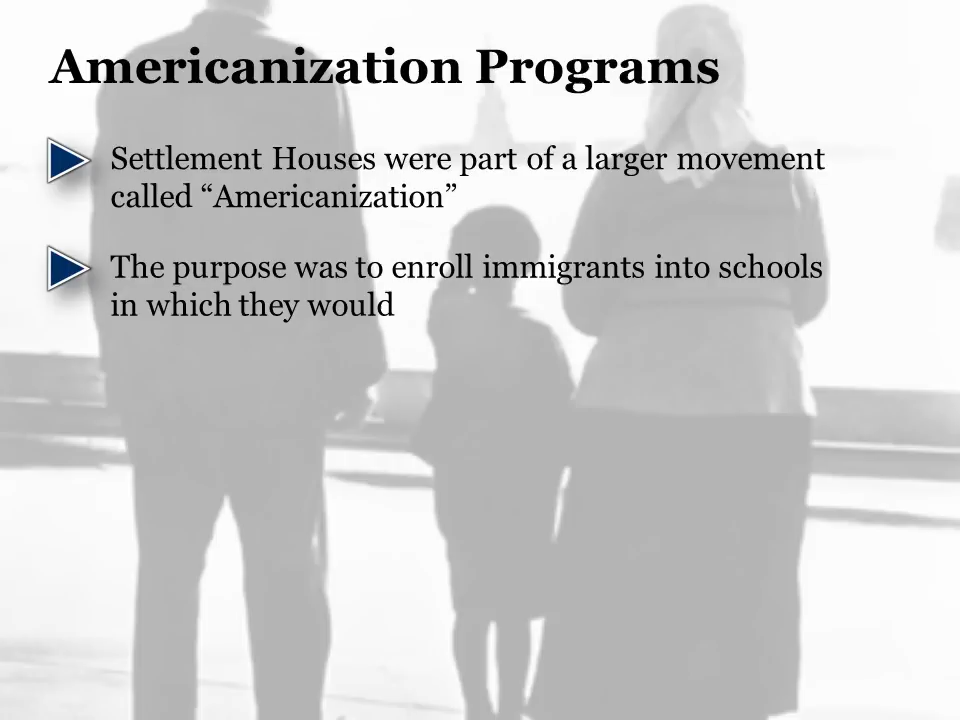 Americanization Programs
Settlement Houses were part of a larger movement
called “Americanization”
The purpose was to enroll immigrants into schools
in which they would